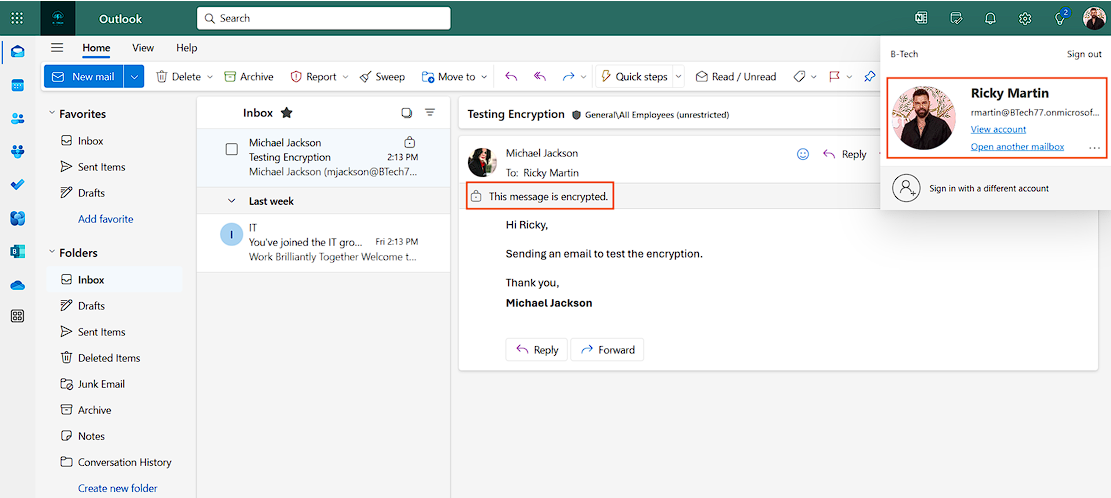 Outlook
Search
2
Home View Help
New mail Delete Archive Report Sweep Move to Quick steps Read / Unread
Favorites
Inbox
Sent Items
Drafts
Add favorite
Folders
Inbox
Drafts
Sent Items
Deleted Items
Junk Email
Archive
Notes
Conversation History
Create new folder
Inbox
Michael Jackson
Testing Encryption 2:13 PM
Michael Jackson (mjackson@BTech7...
Last week
I
IT
You've joined the IT gro... Fri 2:13 PM
Work Brilliantly Together Welcome t...
Testing Encryption General\All Employees (unrestricted)
Michael Jackson
Reply
To: Ricky Martin
This message is encrypted.
Hi Ricky,
Sending an email to test the encryption.
Thank you,
Michael Jackson
Reply Forward
B-Tech Sign out
Ricky Martin
rmartin@BTech77.onmicrosof...
View account
Open another mailbox
Sign in with a different account